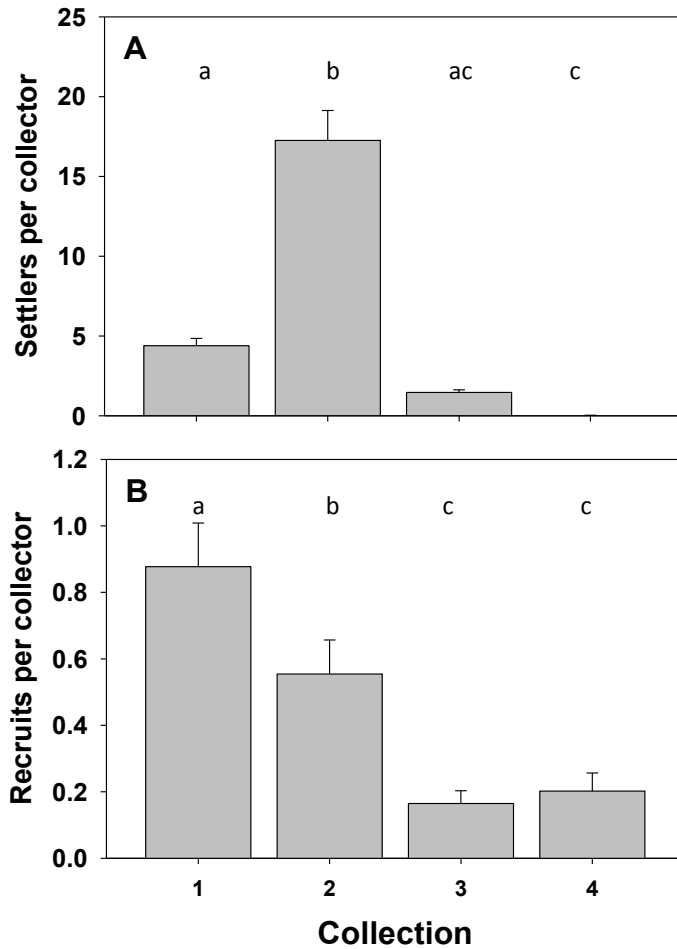 A
a b ac c
25
20
15
10
5
0
Settlers per collector
B
a b c c
1.2
1.0
0.8
0.6
0.4
0.2
0.0
Recruits per collector
1 2 3 4
Collection